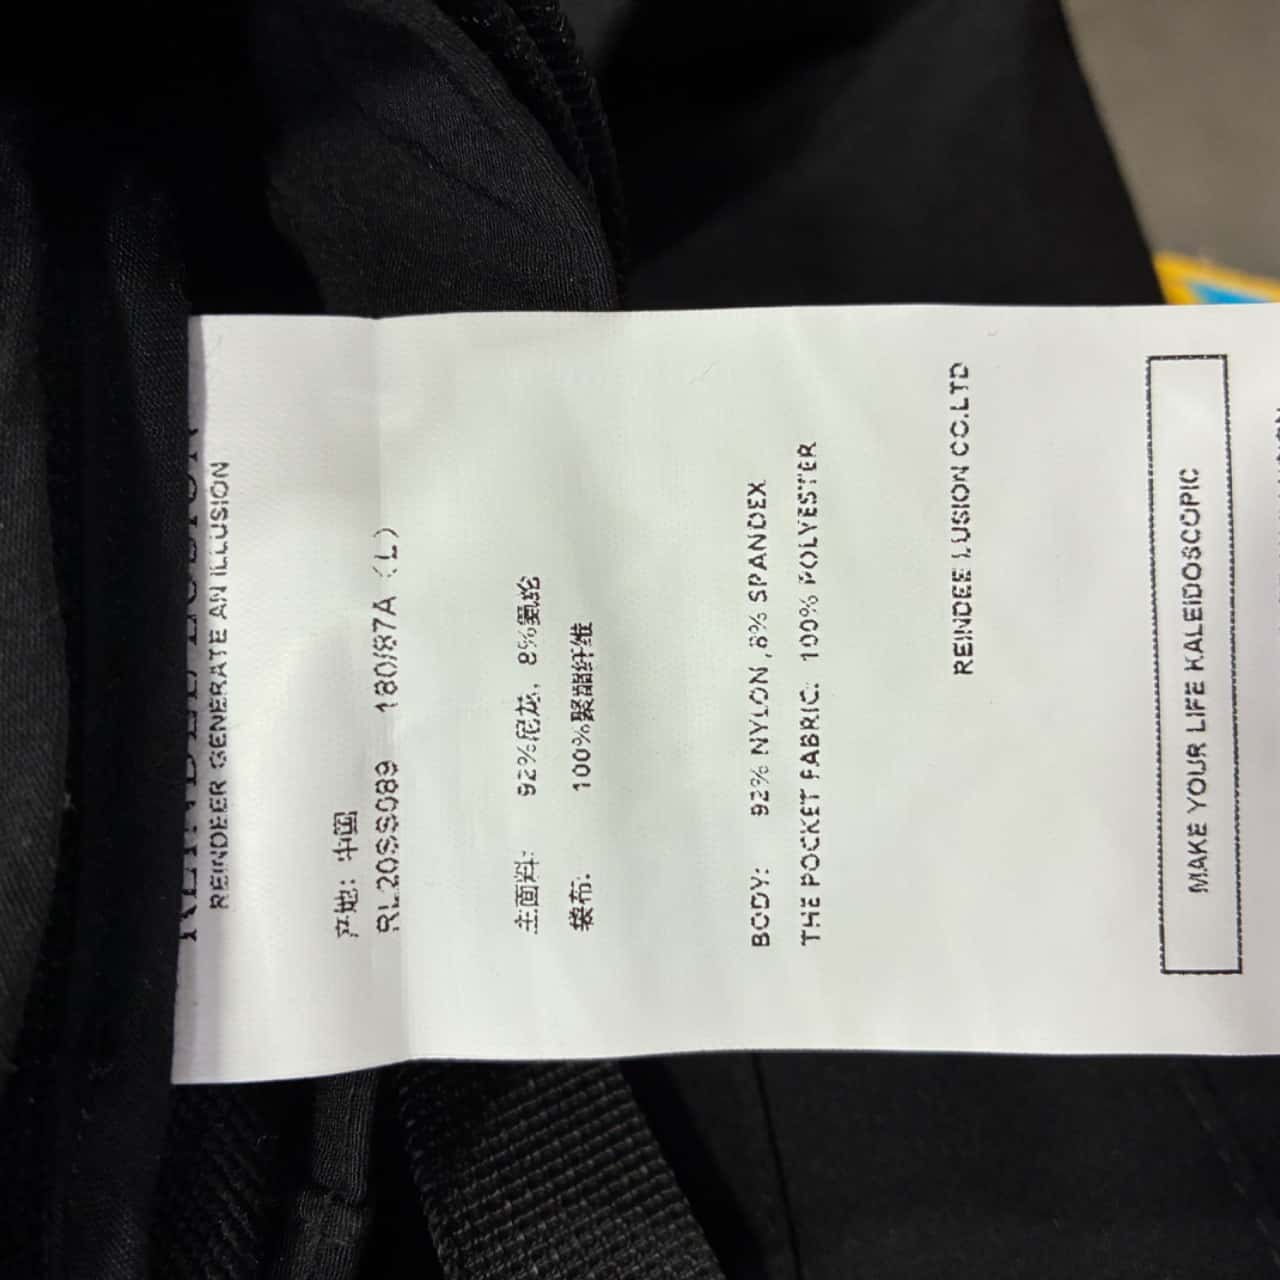 REINDEE LUSION
REINDEER GENERATE AN ILLUSION
产地：中国
RL20SS089 180/87A (L)
主面料： 92%尼龙，8%氨纶
袋布： 100%聚酯纤维
BODY: 92% NYLON ,8% SPANDEX
THE POCKET FABRIC: 100% POLYESTER
REINDEE LUSION CO.LTD
MAKE YOUR LIFE KALEIDOSCOPIC